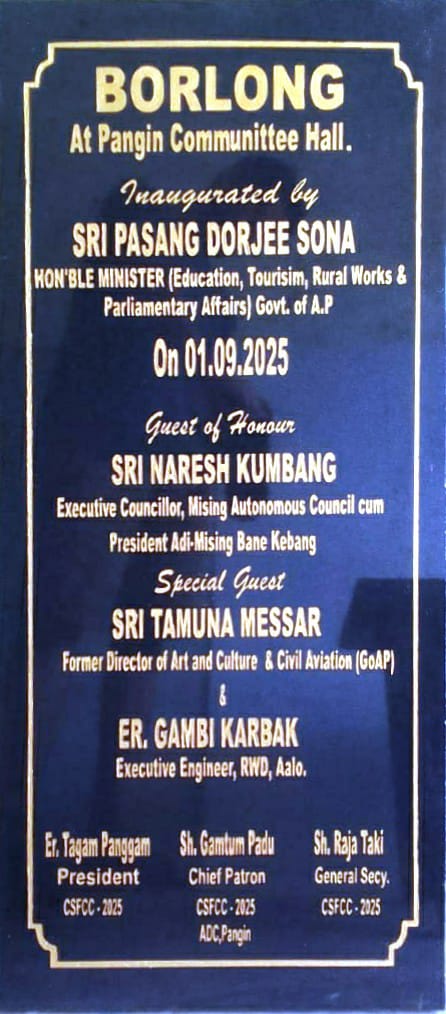 BORLONG
At Pangin Communittee Hall.
Inaugurated by
SRI PASANG DORJEE SONA
HON'BLE MINISTER (Education, Tourisim, Rural Works &
Parliamentary Affairs) Govt. of A.P
On 01.09.2025
Guest of Honour
SRI NARESH KUMBANG
Executive Councillor, Mising Autonomous Council cum
President Adi-Mising Bane Kebang
Special Guest
SRI TAMUNA MESSAR
Former Director of Art and Culture & Civil Aviation (GoAP)
&
ER. GAMBI KARBAK
Executive Engineer, RWD, Aalo.
Er. Tagam Panggam Sh. Gamtum Padu Sh. Raja Taki
President Chief Patron General Secy.
CSFCC - 2025 CSFCC - 2025 CSFCC - 2025
ADC,Pangin